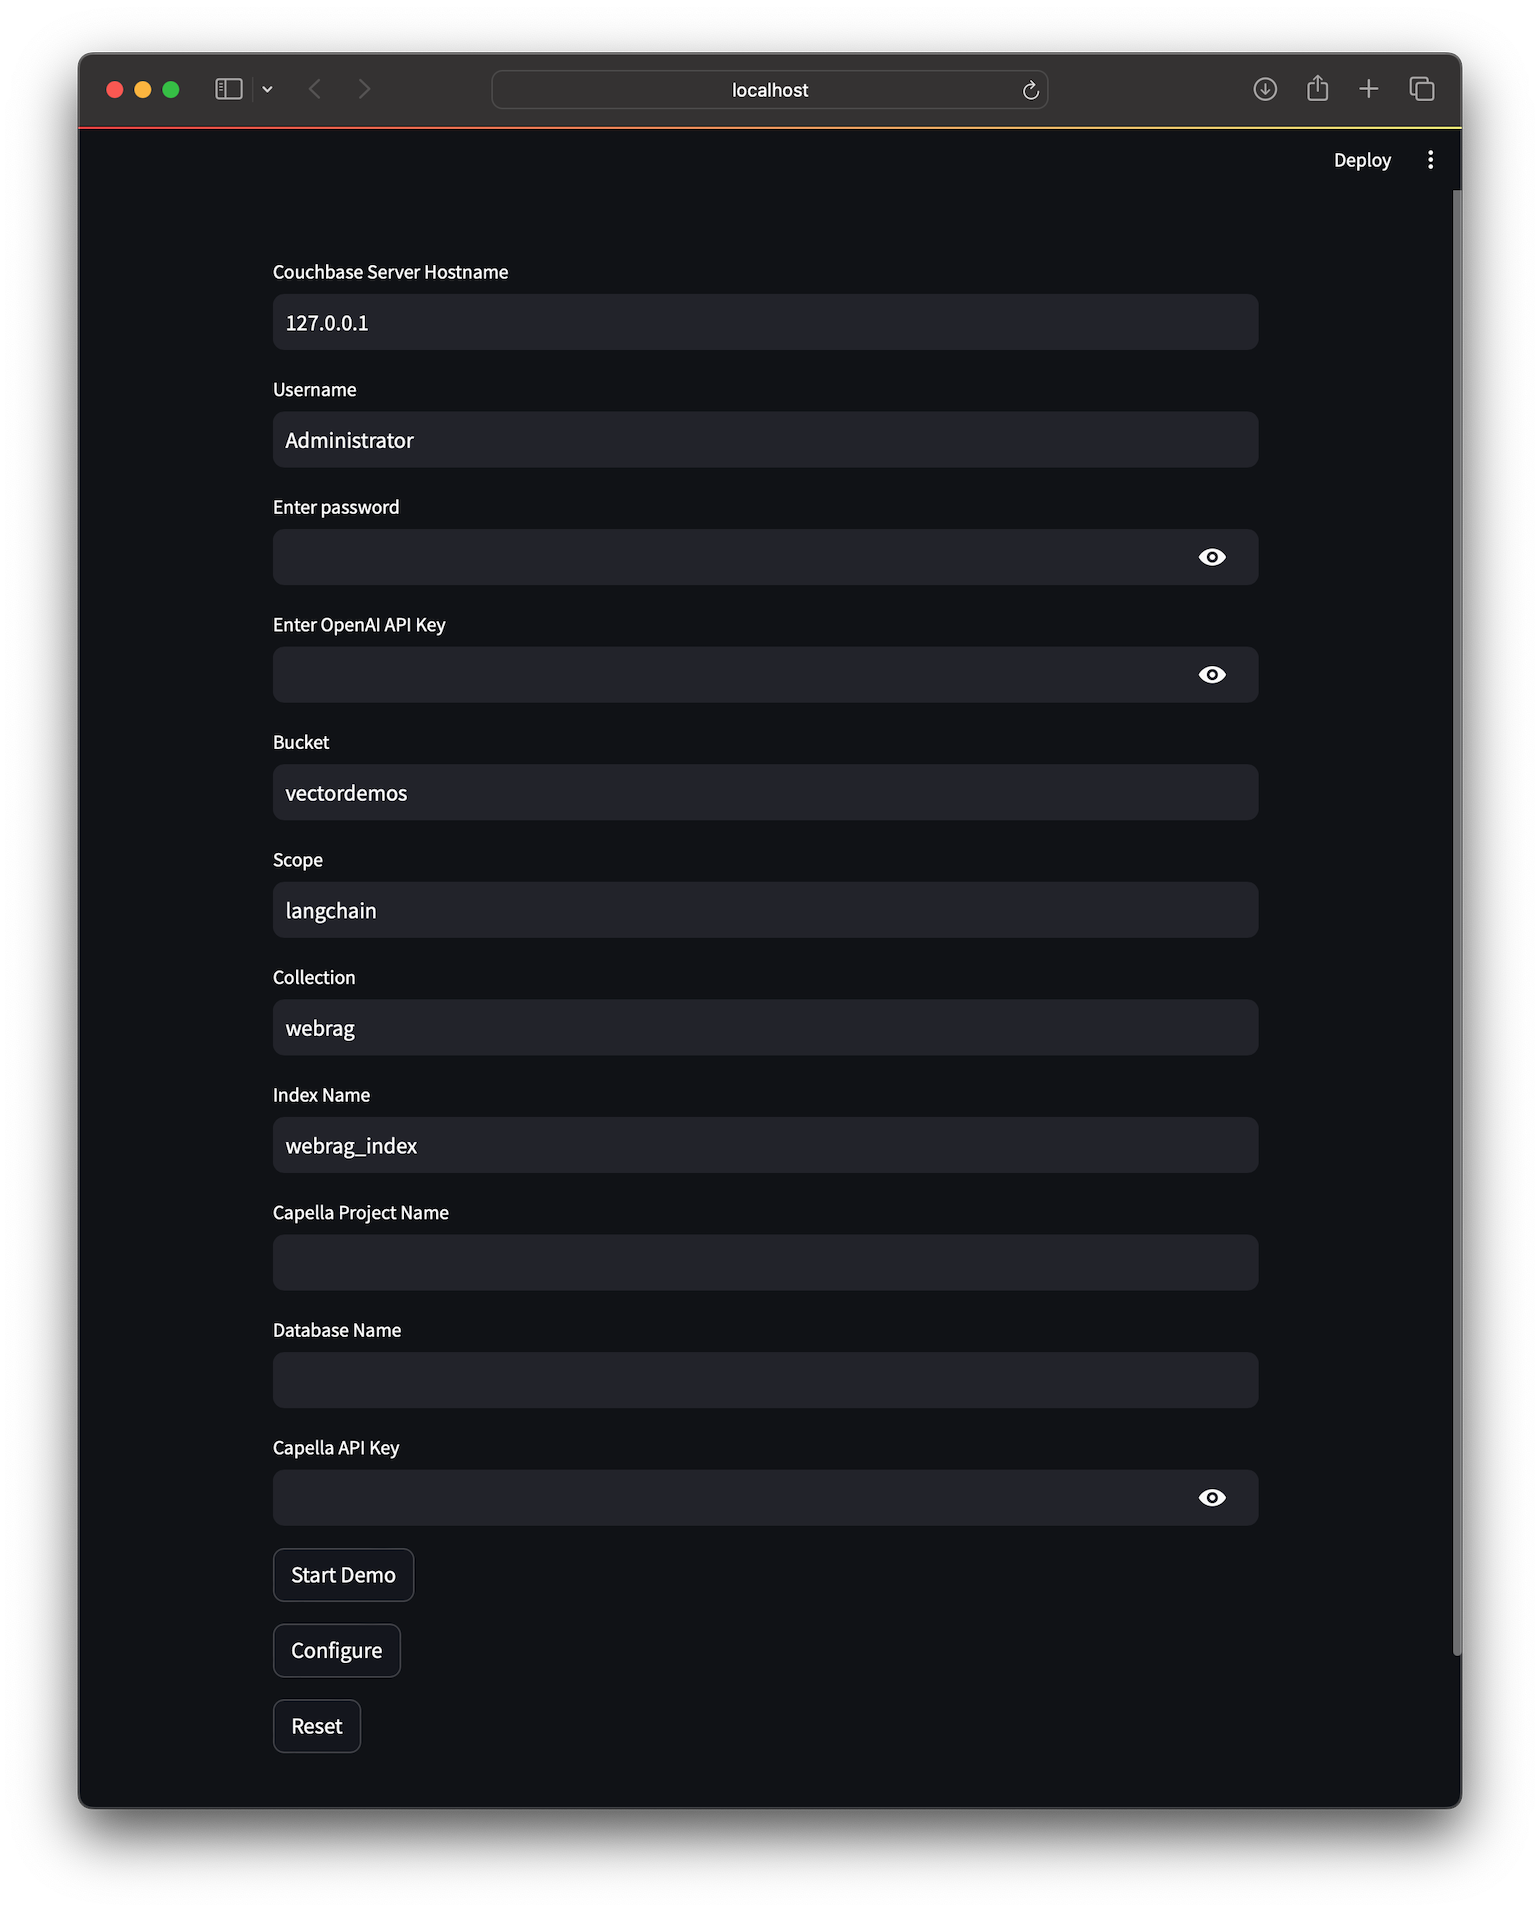 localhost
Deploy
Couchbase Server Hostname
127.0.0.1
Username
Administrator
Enter password
Enter OpenAI API Key
Bucket
vectordemos
Scope
langchain
Collection
webrag
Index Name
webrag_index
Capella Project Name
Database Name
Capella API Key
Start Demo
Configure
Reset